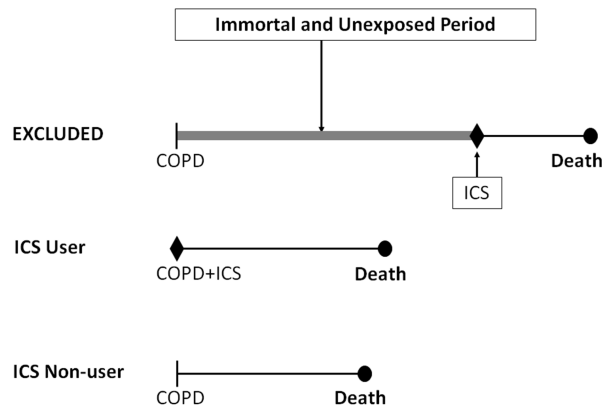 Immortal and Unexposed Period
EXCLUDED
COPD
Death
ICS
ICS User
COPD+ICS
Death
ICS Non-user
COPD
Death